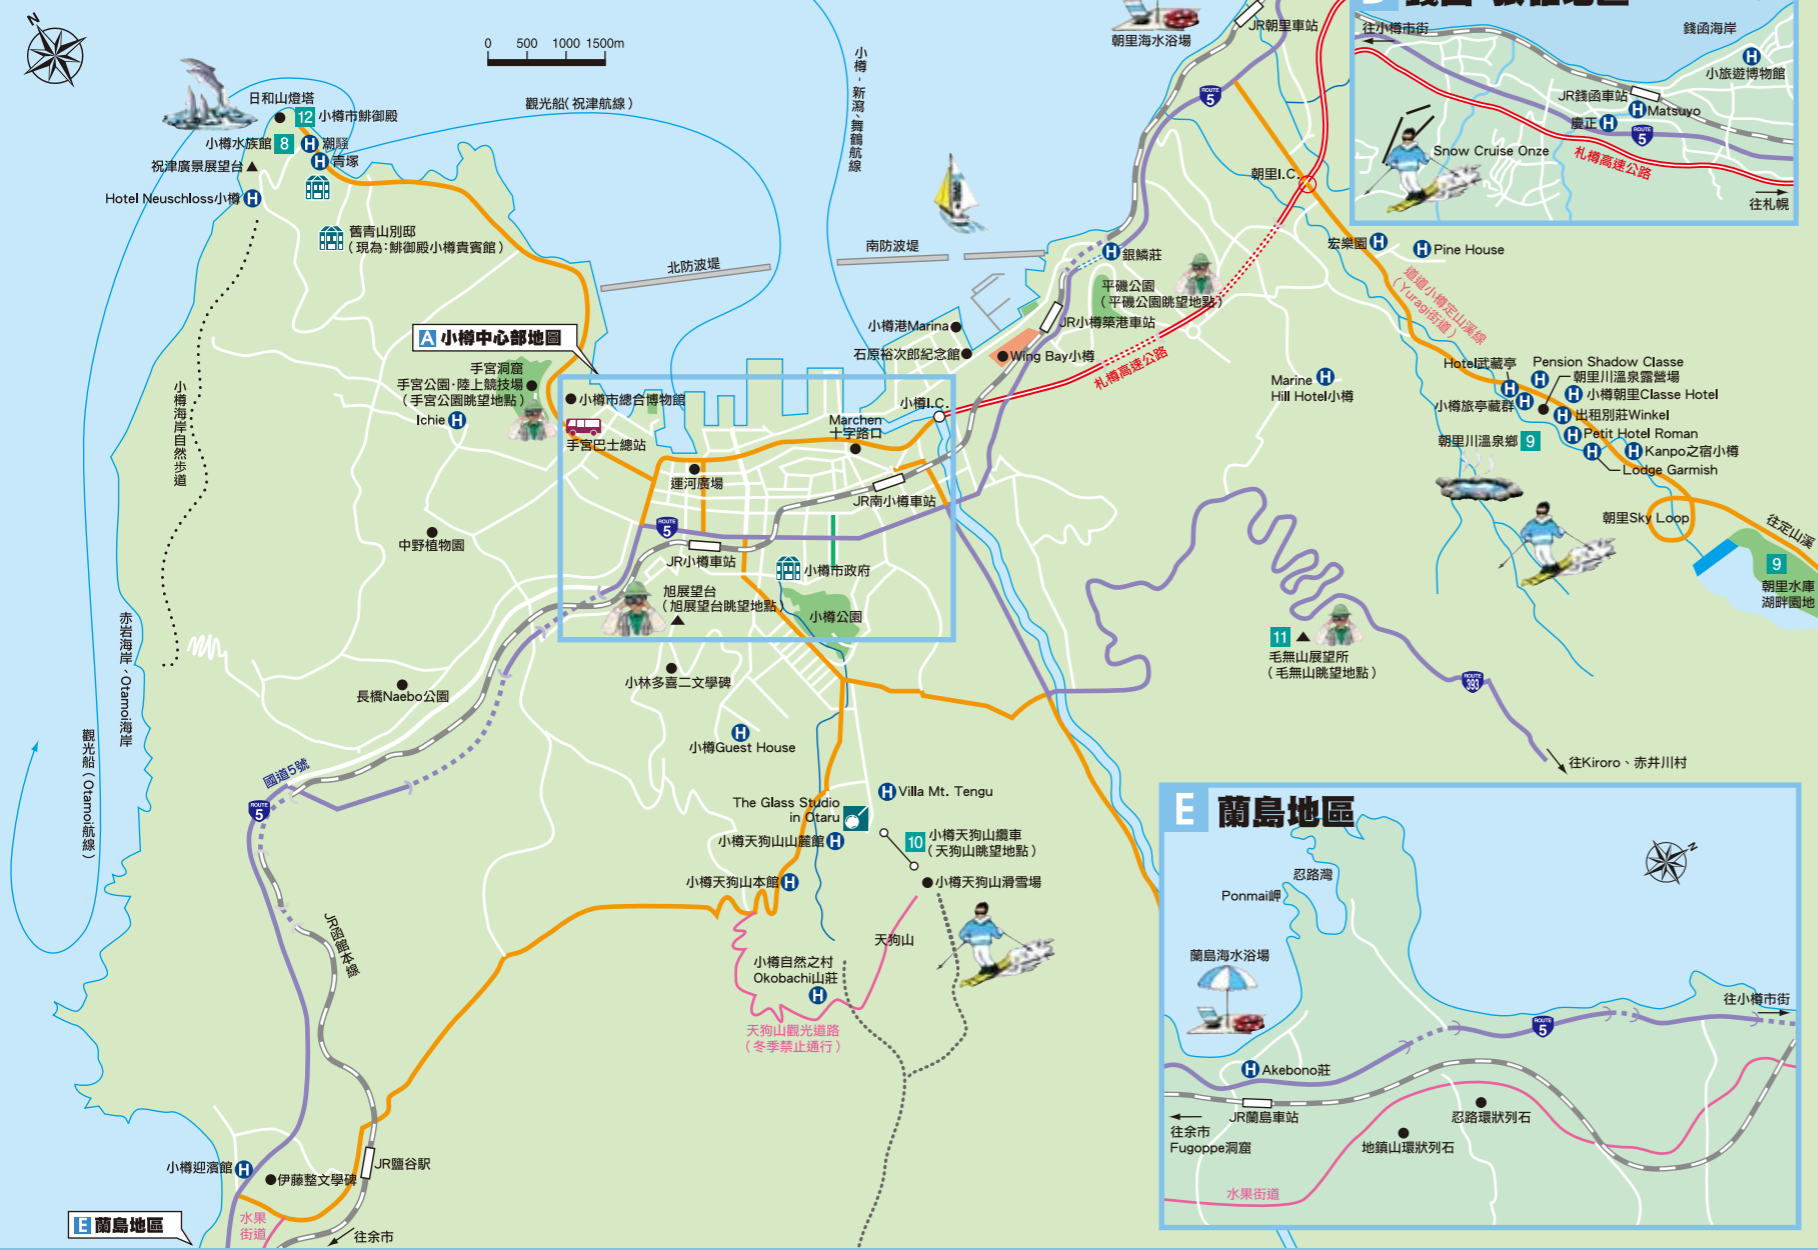 N
0 500 1000 1500m
日和山燈塔
12 小樽市鯡御殿
小樽水族館 8
H 潮騷
H 青塚
祝津廣景展望台
Hotel Neuschloss小樽 H
舊青山別邸
（現為:鯡御殿小樽貴賓館）
觀光船(祝津航線)
小樽-新瀉、舞鶴航線
朝里海水浴場
JR朝里車站
ROUTE 5
朝里I.C.
北防波堤
南防波堤
H 銀鱗莊
平磯公園
（平磯公園眺望地點）
JR小樽築港車站
小樽港Marina
石原裕次郎紀念館
Wing Bay小樽
札樽高速公路
A 小樽中心部地圖
手宮洞窟
手宮公園·陸上競技場
（手宮公園眺望地點）
Ichie H
小樽市總合博物館
手宮巴士總站
小樽I.C.
Marchen
十字路口
運河廣場
JR南小樽車站
ROUTE 5
JR小樽車站
小樽市政府
旭展望台
（旭展望台眺望地點）
小樽公園
小樽海岸自然步道
中野植物園
赤岩海岸、Otamoi海岸
觀光船（Otamoi航線）
長橋Naebo公園
小林多喜二文學碑
H
小樽Guest House
國道5號
ROUTE 5
The Glass Studio
in Otaru
H Villa Mt. Tengu
小樽天狗山山麓館 H
10 小樽天狗山纜車
（天狗山眺望地點）
小樽天狗山本館 H
小樽天狗山滑雪場
天狗山
小樽自然之村
Okobachi山莊
H
天狗山觀光道路
（冬季禁止通行）
JR函館本線
小樽迎濱館 H
伊藤整文學碑
JR鹽谷駅
水果
街道
往余市
E 蘭島地區
宏樂園 H
H Pine House
道道小樽定山溪線
（Yuragi街道）
Marine H
Hill Hotel小樽
Hotel武藏亭
H
Pension Shadow Classe
H
朝里川溫泉露營場
小樽旅亭藏群 H
H 小樽朝里Classe Hotel
H 出租別莊Winkel
朝里川溫泉鄉 9
H Petit Hotel Roman
H Kanpo之宿小樽
H
Lodge Garmish
朝里Sky Loop
往定山溪
9
朝里水庫
湖畔園地
11
毛無山展望所
（毛無山眺望地點）
ROUTE 393
往Kiroro、赤井川村
往小樽市街
錢函海岸
H
小旅遊博物館
JR錢函車站
H Matsuyo
慶正 H
ROUTE 5
Snow Cruise Onze
札樽高速公路
往札幌
E 蘭島地區
N
忍路灣
Ponmai岬
蘭島海水浴場
往小樽市街
ROUTE 5
H Akebono莊
JR蘭島車站
往余市
Fugoppe洞窟
忍路環狀列石
地鎮山環狀列石
水果街道